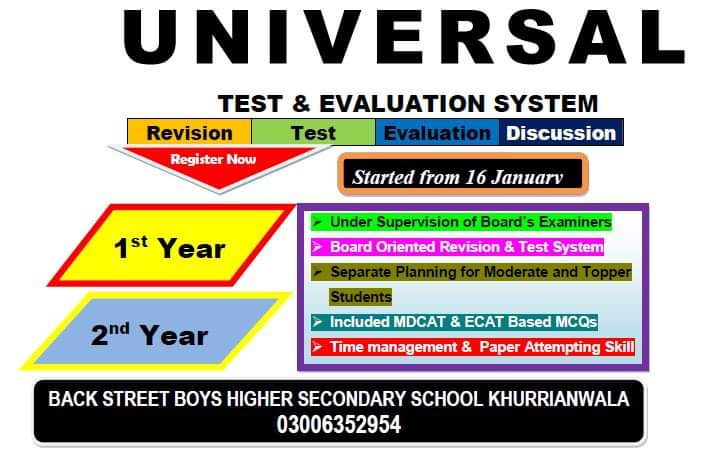 UNIVERSAL
TEST & EVALUATION SYSTEM
Revision Test Evaluation Discussion
Register Now
Started from 16 January
1st Year
➢ Under Supervision of Board's Examiners
➢ Board Oriented Revision & Test System
➢ Separate Planning for Moderate and Topper
Students
➢ Included MDCAT & ECAT Based MCQs
➢ Time management & Paper Attempting Skill
2nd Year
BACK STREET BOYS HIGHER SECONDARY SCHOOL KHURRIANWALA
03006352954